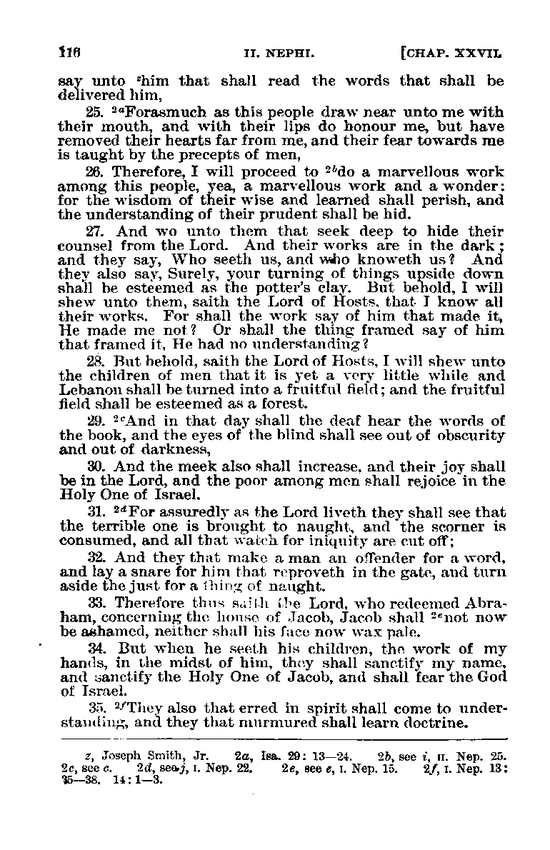 116 II. NEPHI. [CHAP. XXVII.
say unto ᶻhim that shall read the words that shall be
delivered him,
25. ²ᵃForasmuch as this people draw near unto me with
their mouth, and with their lips do honour me, but have
removed their hearts far from me, and their fear towards me
is taught by the precepts of men,
26. Therefore, I will proceed to ²ᵇdo a marvellous work
among this people, yea, a marvellous work and a wonder:
for the wisdom of their wise and learned shall perish, and
the understanding of their prudent shall be hid.
27. And wo unto them that seek deep to hide their
counsel from the Lord. And their works are in the dark;
and they say, Who seeth us, and who knoweth us? And
they also say, Surely, your turning of things upside down
shall be esteemed as the potter's clay. But behold, I will
shew unto them, saith the Lord of Hosts, that I know all
their works. For shall the work say of him that made it,
He made me not? Or shall the thing framed say of him
that framed it, He had no understanding?
28. But behold, saith the Lord of Hosts, I will shew unto
the children of men that it is yet a very little while and
Lebanon shall be turned into a fruitful field; and the fruitful
field shall be esteemed as a forest.
29. ²ᶜAnd in that day shall the deaf hear the words of
the book, and the eyes of the blind shall see out of obscurity
and out of darkness,
30. And the meek also shall increase, and their joy shall
be in the Lord, and the poor among men shall rejoice in the
Holy One of Israel.
31. ²ᵈFor assuredly as the Lord liveth they shall see that
the terrible one is brought to naught, and the scorner is
consumed, and all that watch for iniquity are cut off;
32. And they that make a man an offender for a word,
and lay a snare for him that reproveth in the gate, and turn
aside the just for a thing of naught.
33. Therefore thus saith the Lord, who redeemed Abra-
ham, concerning the house of Jacob, Jacob shall ²ᵉnot now
be ashamed, neither shall his face now wax pale.
34. But when he seeth his children, the work of my
hands, in the midst of him, they shall sanctify my name,
and sanctify the Holy One of Jacob, and shall fear the God
of Israel.
35. ²ᶠThey also that erred in spirit shall come to under-
standing, and they that murmured shall learn doctrine.
z, Joseph Smith, Jr. 2a, Isa. 29: 13—24. 2b, see i, II. Nep. 25.
2c, see c. 2d, see j, I. Nep. 22. 2e, see e, I. Nep. 15. 2f, I. Nep. 13:
35—38. 14: 1—3.